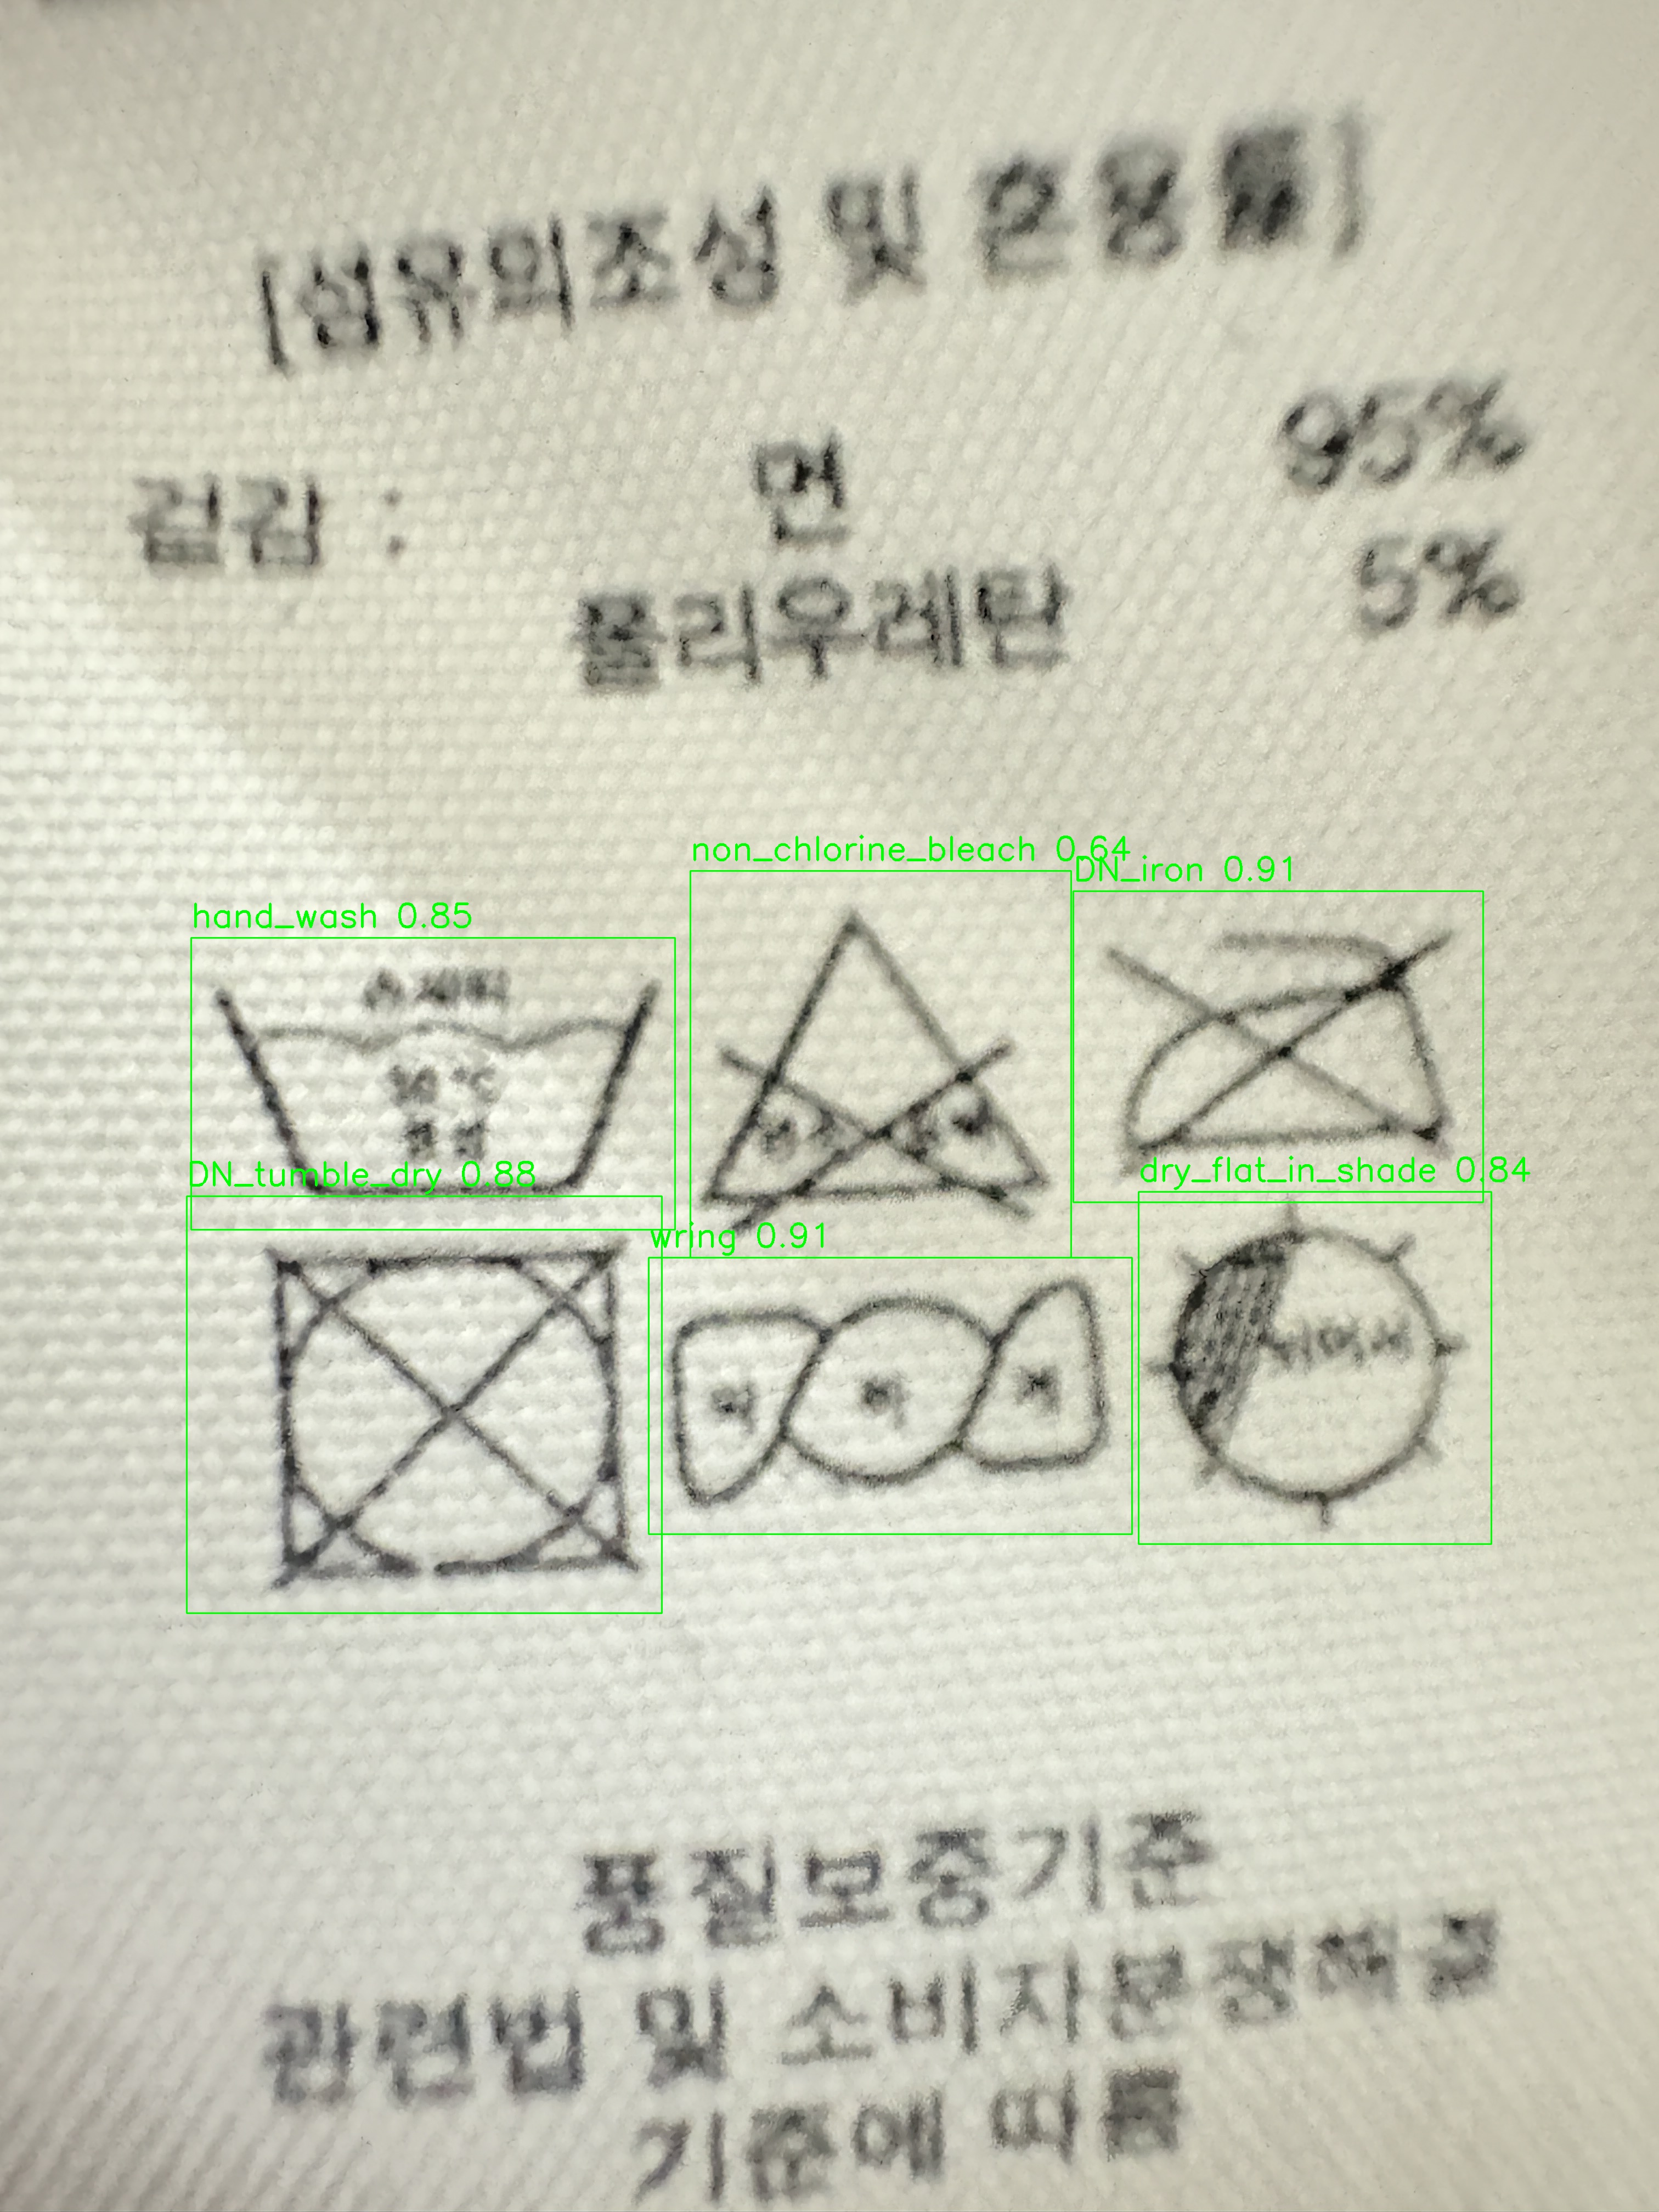 [섬유의조성 및 혼용률]
겉감 : 면 95%
폴리우레탄 5%
non_chlorine_bleach 0.64
DN_iron 0.91
hand_wash 0.85
손세탁
30 °C
중성
DN_tumble_dry 0.88
dry_flat_in_shade 0.84
wring 0.91
약 하 게
뉘어서
품질보증기준
관련법 및 소비자분쟁해결
기준에 따름